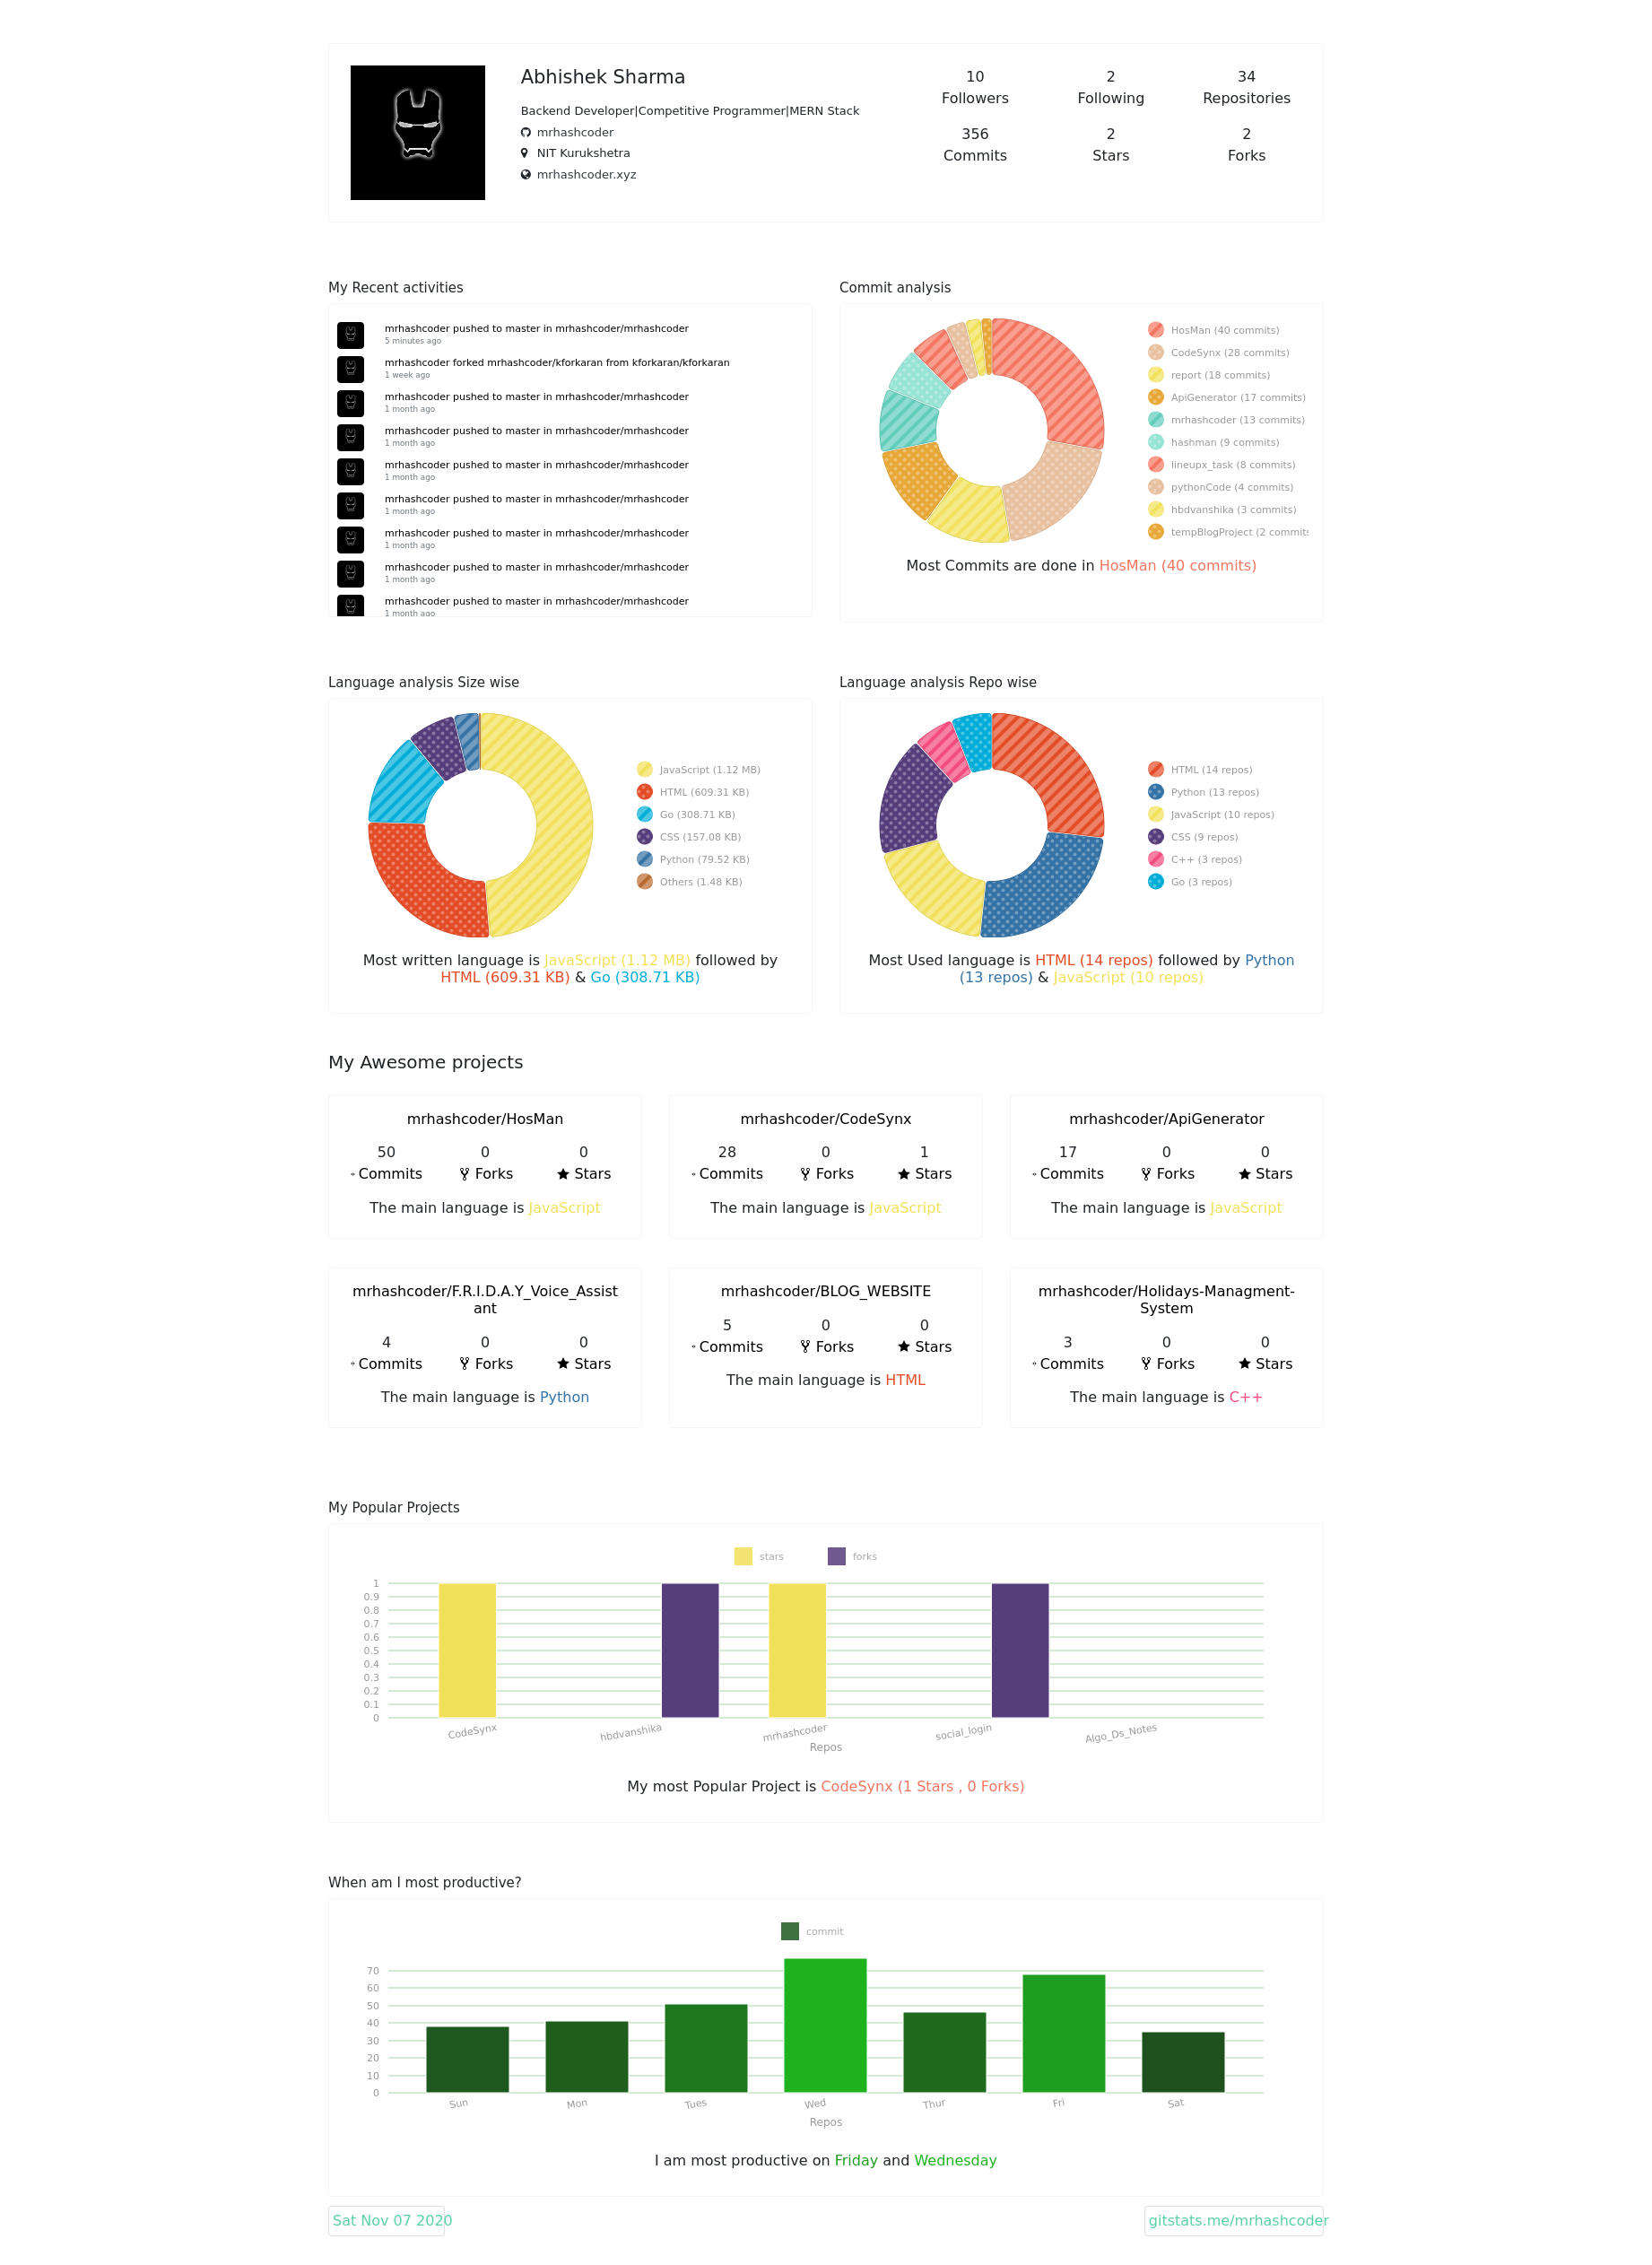 Abhishek Sharma
Backend Developer|Competitive Programmer|MERN Stack
mrhashcoder
NIT Kurukshetra
mrhashcoder.xyz
10
Followers
2
Following
34
Repositories
356
Commits
2
Stars
2
Forks
My Recent activities
mrhashcoder pushed to master in mrhashcoder/mrhashcoder
5 minutes ago
mrhashcoder forked mrhashcoder/kforkaran from kforkaran/kforkaran
1 week ago
mrhashcoder pushed to master in mrhashcoder/mrhashcoder
1 month ago
mrhashcoder pushed to master in mrhashcoder/mrhashcoder
1 month ago
mrhashcoder pushed to master in mrhashcoder/mrhashcoder
1 month ago
mrhashcoder pushed to master in mrhashcoder/mrhashcoder
1 month ago
mrhashcoder pushed to master in mrhashcoder/mrhashcoder
1 month ago
mrhashcoder pushed to master in mrhashcoder/mrhashcoder
1 month ago
mrhashcoder pushed to master in mrhashcoder/mrhashcoder
1 month ago
Commit analysis
HosMan (40 commits)
CodeSynx (28 commits)
report (18 commits)
ApiGenerator (17 commits)
mrhashcoder (13 commits)
hashman (9 commits)
lineupx_task (8 commits)
pythonCode (4 commits)
hbdvanshika (3 commits)
tempBlogProject (2 commits
Most Commits are done in HosMan (40 commits)
Language analysis Size wise
JavaScript (1.12 MB)
HTML (609.31 KB)
Go (308.71 KB)
CSS (157.08 KB)
Python (79.52 KB)
Others (1.48 KB)
Most written language is JavaScript (1.12 MB) followed by
HTML (609.31 KB) & Go (308.71 KB)
Language analysis Repo wise
HTML (14 repos)
Python (13 repos)
JavaScript (10 repos)
CSS (9 repos)
C++ (3 repos)
Go (3 repos)
Most Used language is HTML (14 repos) followed by Python
(13 repos) & JavaScript (10 repos)
My Awesome projects
mrhashcoder/HosMan
50 0 0
Commits Forks Stars
The main language is JavaScript
mrhashcoder/CodeSynx
28 0 1
Commits Forks Stars
The main language is JavaScript
mrhashcoder/ApiGenerator
17 0 0
Commits Forks Stars
The main language is JavaScript
mrhashcoder/F.R.I.D.A.Y_Voice_Assist
ant
4 0 0
Commits Forks Stars
The main language is Python
mrhashcoder/BLOG_WEBSITE
5 0 0
Commits Forks Stars
The main language is HTML
mrhashcoder/Holidays-Managment-
System
3 0 0
Commits Forks Stars
The main language is C++
My Popular Projects
stars forks
1
0.9
0.8
0.7
0.6
0.5
0.4
0.3
0.2
0.1
0
CodeSynx hbdvanshika mrhashcoder social_login Algo_Ds_Notes
Repos
My most Popular Project is CodeSynx (1 Stars , 0 Forks)
When am I most productive?
commit
70
60
50
40
30
20
10
0
Sun Mon Tues Wed Thur Fri Sat
Repos
I am most productive on Friday and Wednesday
Sat Nov 07 2020
gitstats.me/mrhashcoder